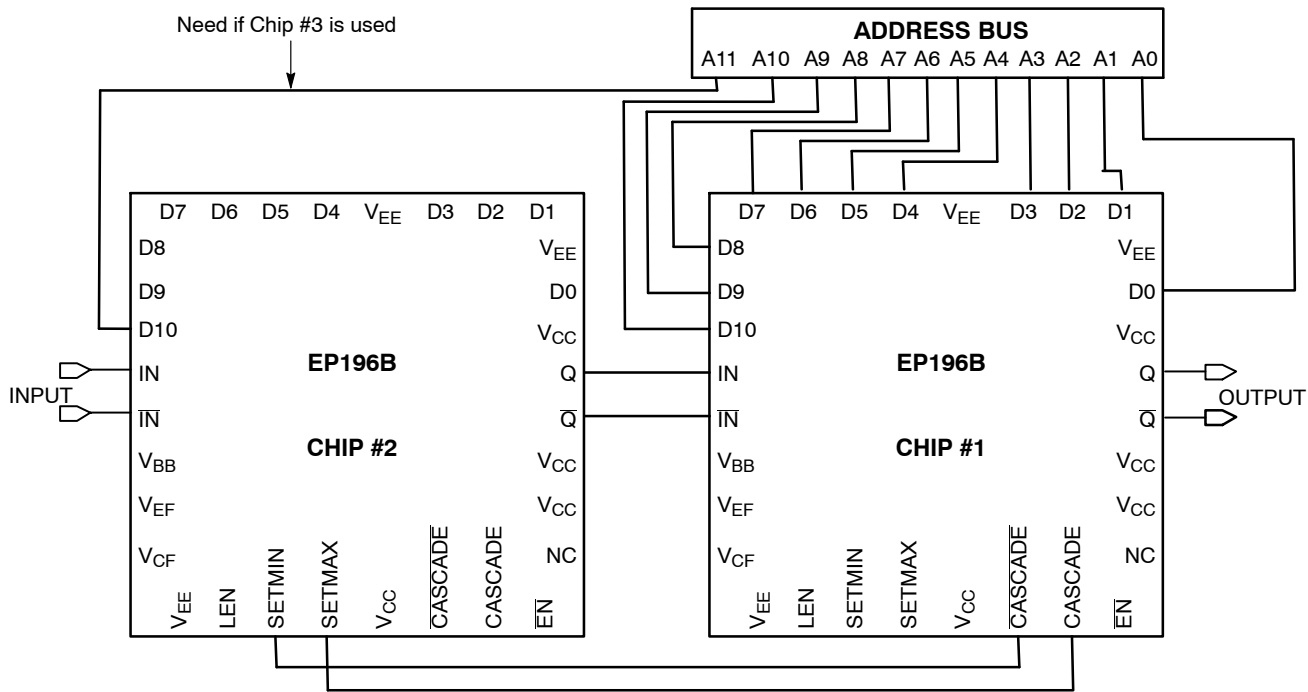 Need if Chip #3 is used
ADDRESS BUS
A11 A10 A9 A8 A7 A6 A5 A4 A3 A2 A1 A0
D7 D6 D5 D4 VEE D3 D2 D1
D8 VEE
D9 D0
D10 VCC
IN EP196B Q
INPUT
IN Q
CHIP #2
VBB VCC
VEF VCC
VCF NC
VEE LEN SETMIN SETMAX VCC CASCADE CASCADE EN
D7 D6 D5 D4 VEE D3 D2 D1
D8 VEE
D9 D0
D10 VCC
IN EP196B Q
OUTPUT
IN Q
CHIP #1
VBB VCC
VEF VCC
VCF NC
VEE LEN SETMIN SETMAX VCC CASCADE CASCADE EN